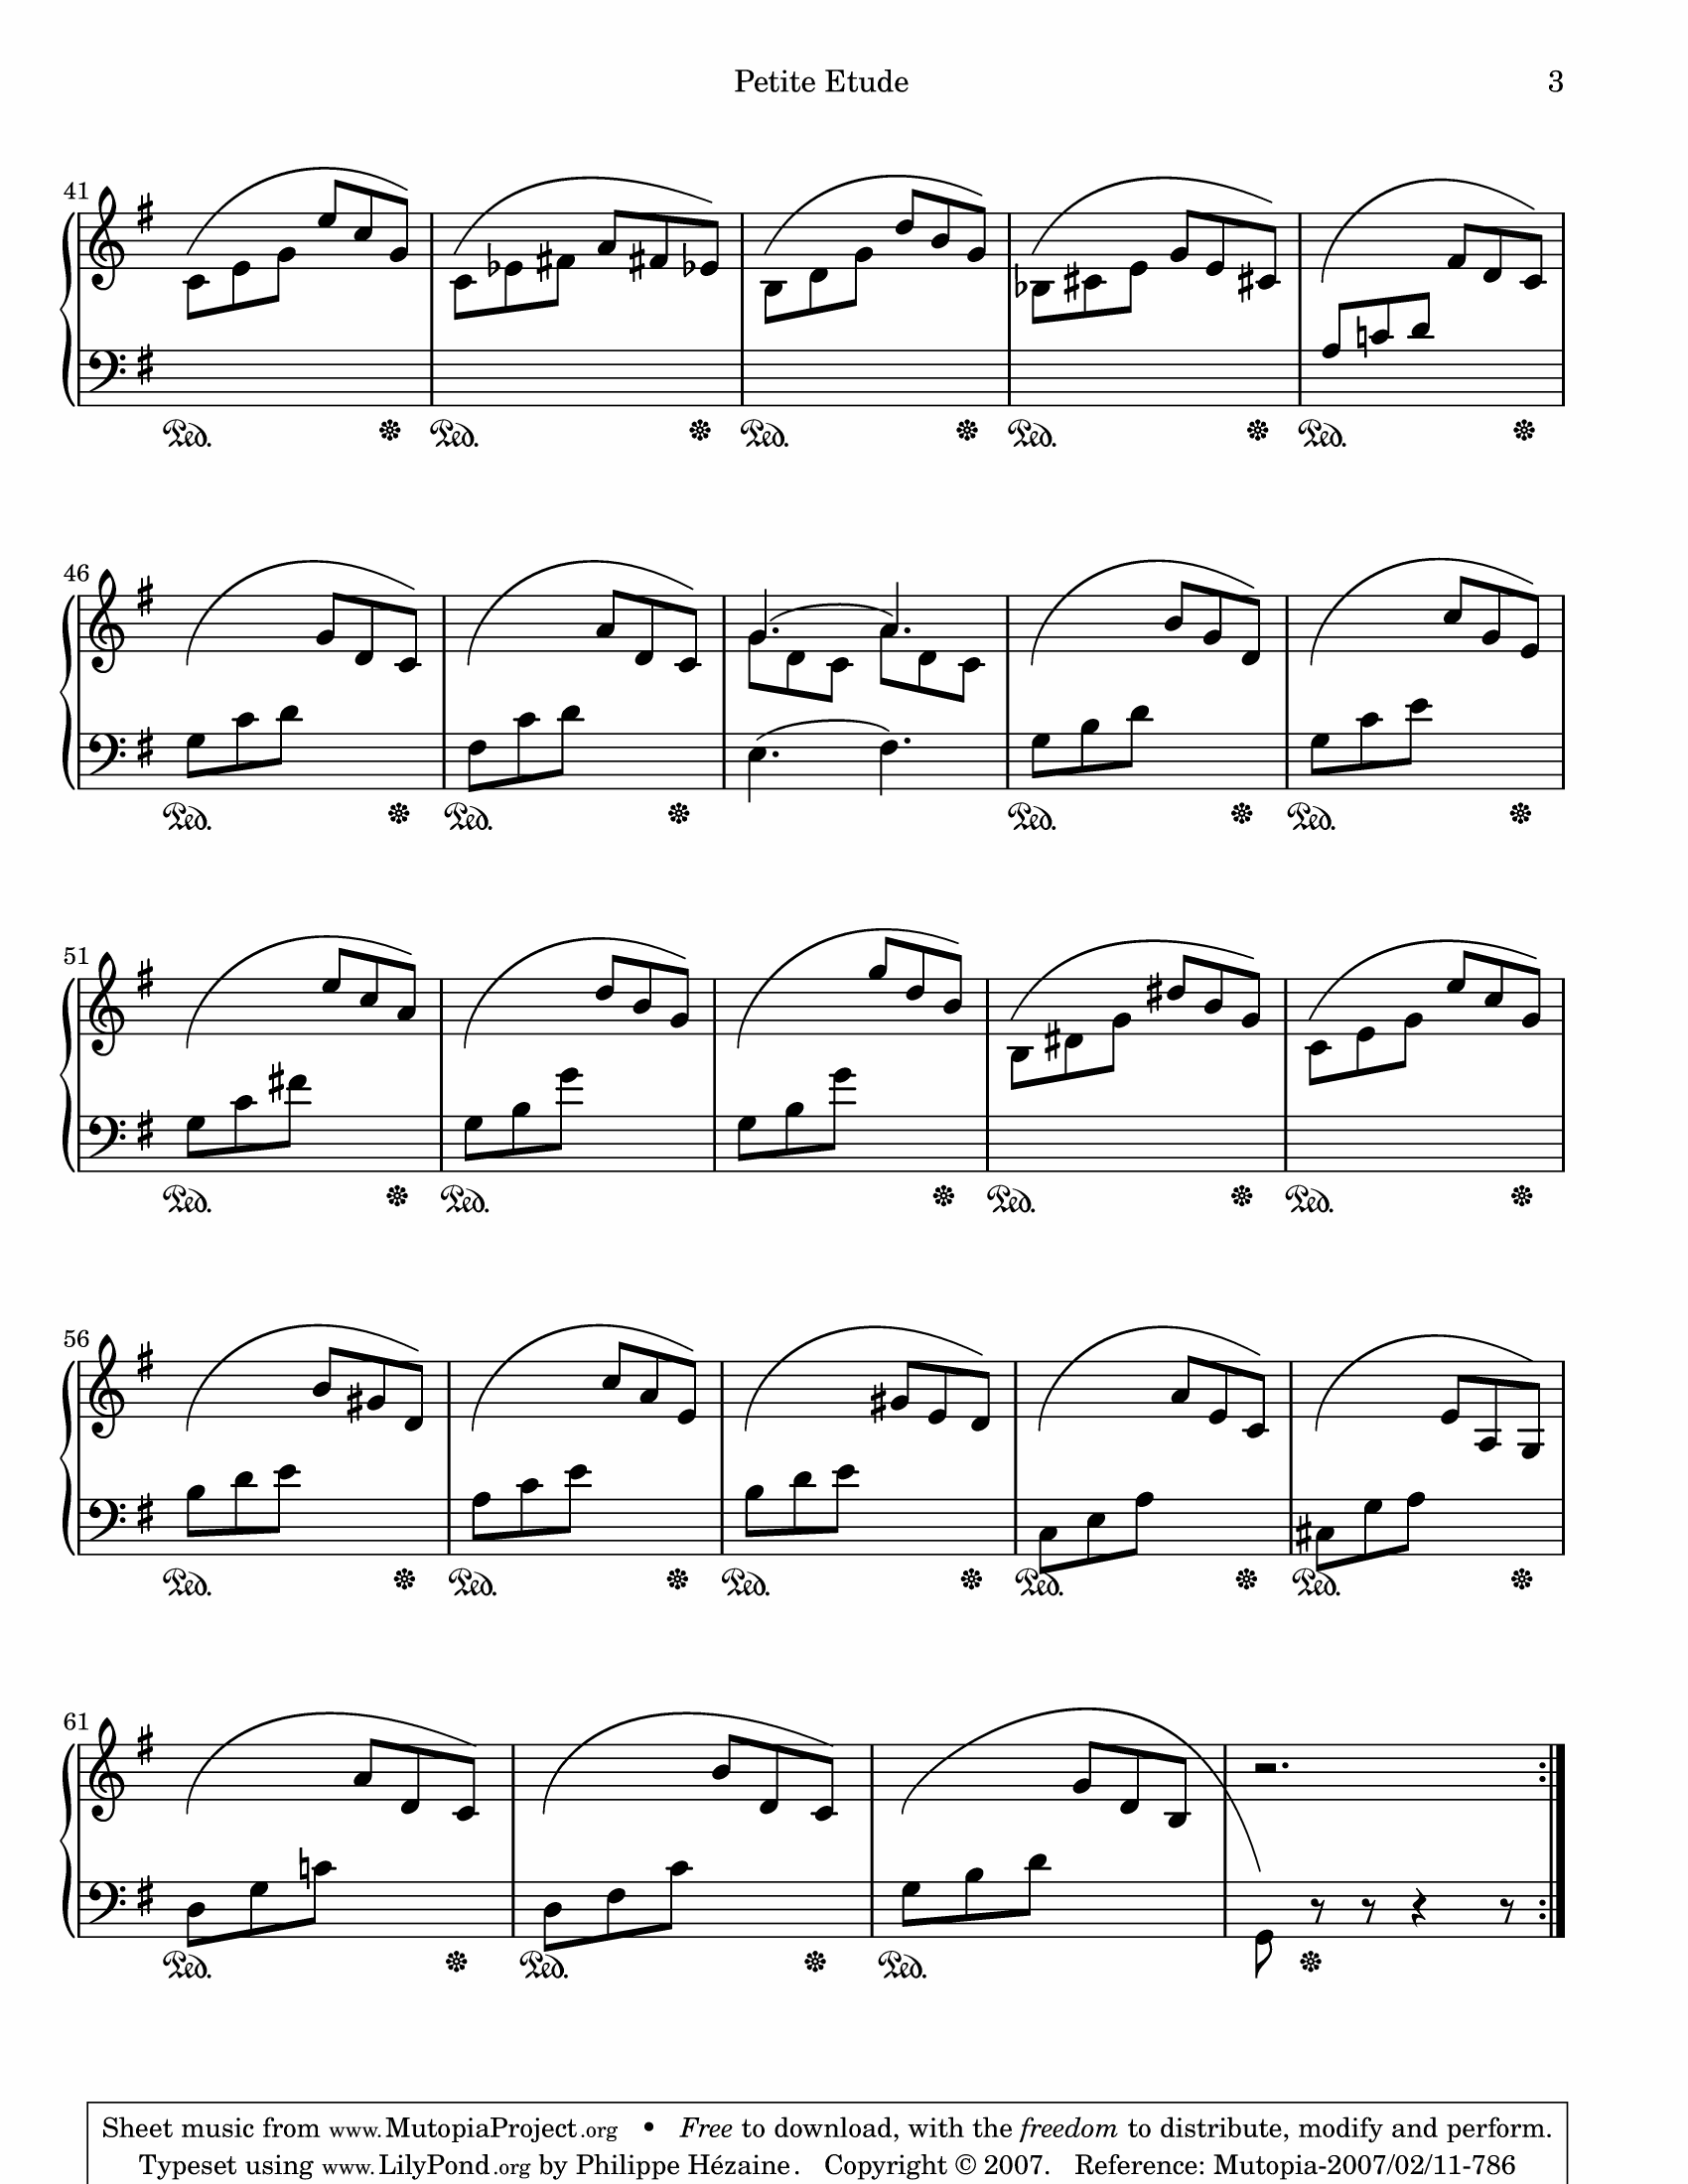 Petite Etude 3
41
46
51
56
61
Sheet music from www.MutopiaProject.org • Free to download, with the freedom to distribute, modify and perform.
Typeset using www.LilyPond.org by Philippe Hézaine. Copyright © 2007. Reference: Mutopia-2007/02/11-786